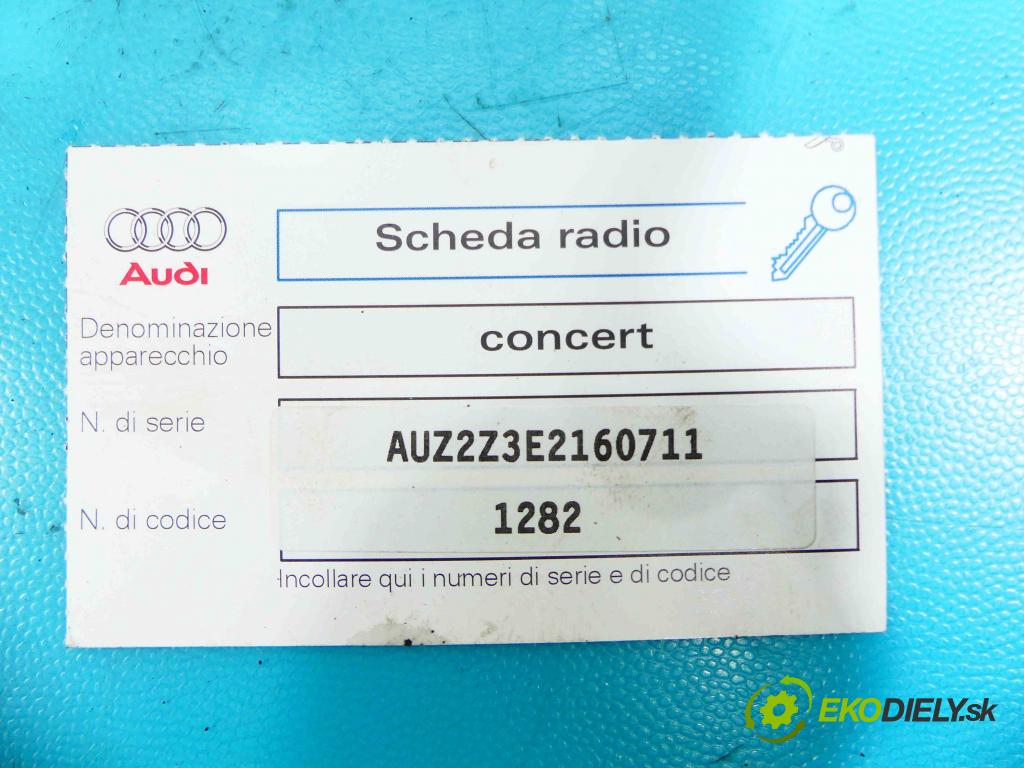 Audi
Scheda radio
Denominazione
apparecchio
concert
N. di serie
AUZ2Z3E2160711
N. di codice
1282
Incollare qui i numeri di serie e di codice
EKODIELY.sk